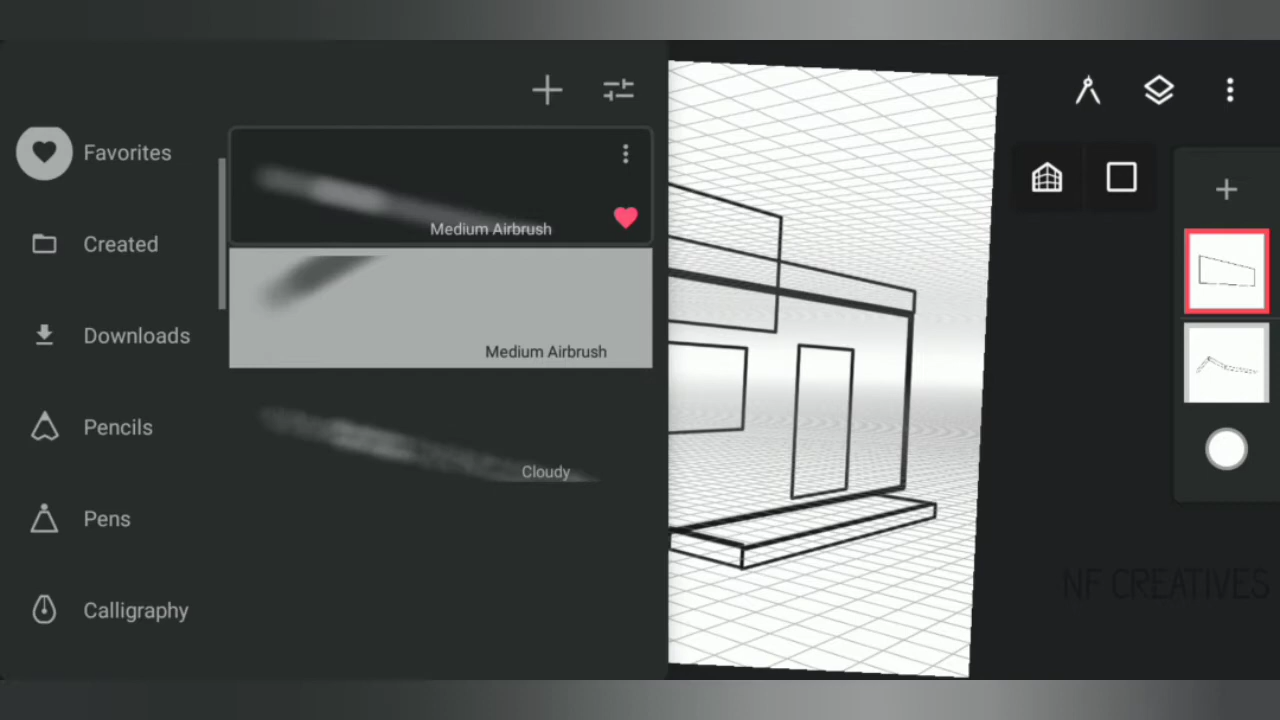 Favorites
Created
Downloads
Pencils
Pens
Calligraphy
Medium Airbrush
Medium Airbrush
Cloudy
NF CREATIVES